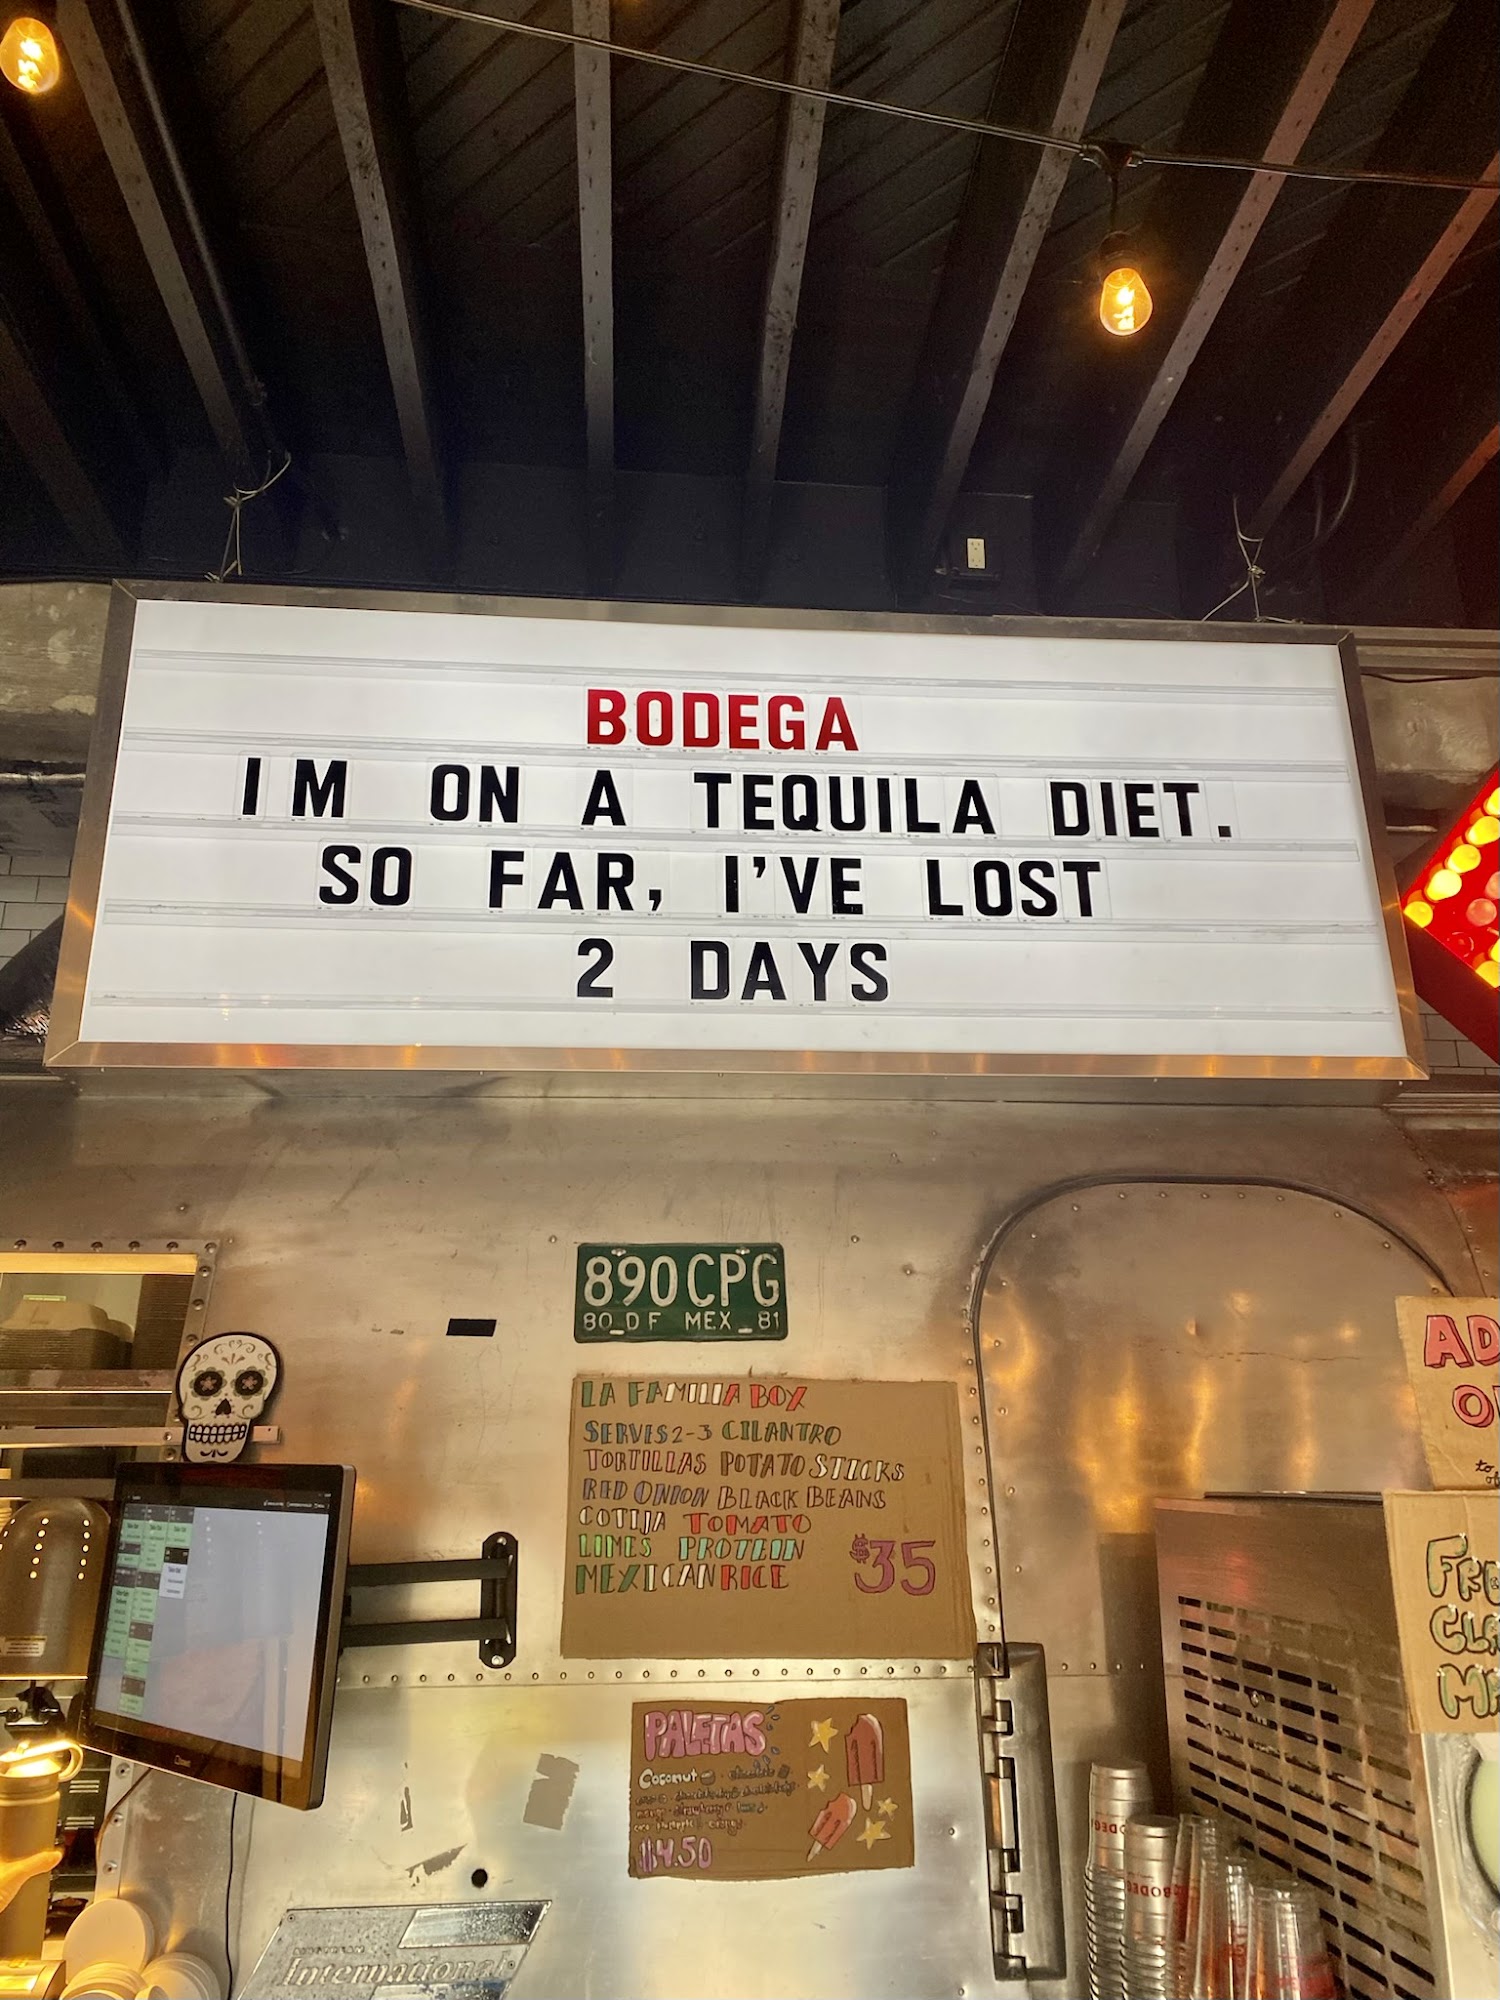 BODEGA
IM ON A TEQUILA DIET.
SO FAR, I'VE LOST
2 DAYS
890CPG
80 DF MEX 81
LA FAMILIA BOX
SERVES 2-3 CILANTRO
TORTILLAS POTATO STICKS
RED ONION BLACK BEANS
COTIJA TOMATO
LIMES PROTEIN
MEXICAN RICE
$35
PALETAS
Coconut
$4.50
International
BODEGA